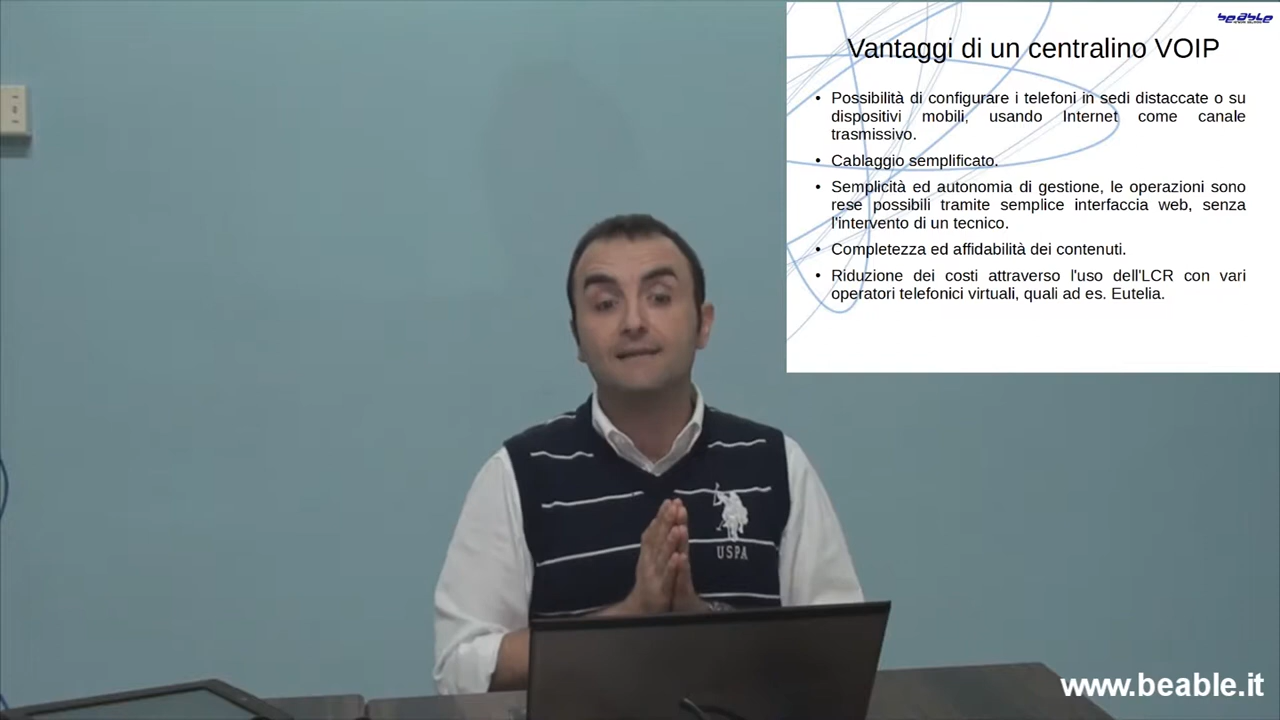 be able
Vantaggi di un centralino VOIP
• Possibilità di configurare i telefoni in sedi distaccate o su
dispositivi mobili, usando Internet come canale
trasmissivo.
• Cablaggio semplificato.
• Semplicità ed autonomia di gestione, le operazioni sono
rese possibili tramite semplice interfaccia web, senza
l'intervento di un tecnico.
• Completezza ed affidabilità dei contenuti.
• Riduzione dei costi attraverso l'uso dell'LCR con vari
operatori telefonici virtuali, quali ad es. Eutelia.
USPA
www.beable.it